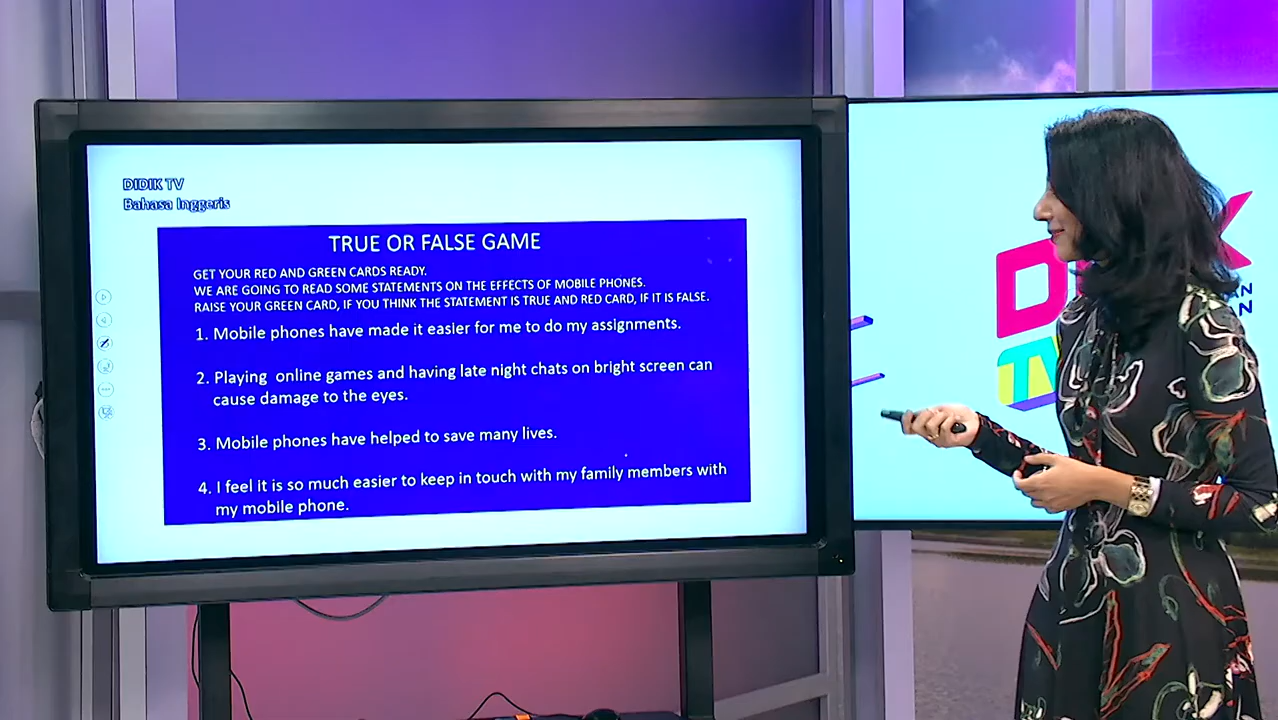 DIDIK TV
Bahasa Inggeris
TRUE OR FALSE GAME
GET YOUR RED AND GREEN CARDS READY.
WE ARE GOING TO READ SOME STATEMENTS ON THE EFFECTS OF MOBILE PHONES.
RAISE YOUR GREEN CARD, IF YOU THINK THE STATEMENT IS TRUE AND RED CARD, IF IT IS FALSE.
1. Mobile phones have made it easier for me to do my assignments.
2. Playing online games and having late night chats on bright screen can
cause damage to the eyes.
3. Mobile phones have helped to save many lives.
4. I feel it is so much easier to keep in touch with my family members with
my mobile phone.